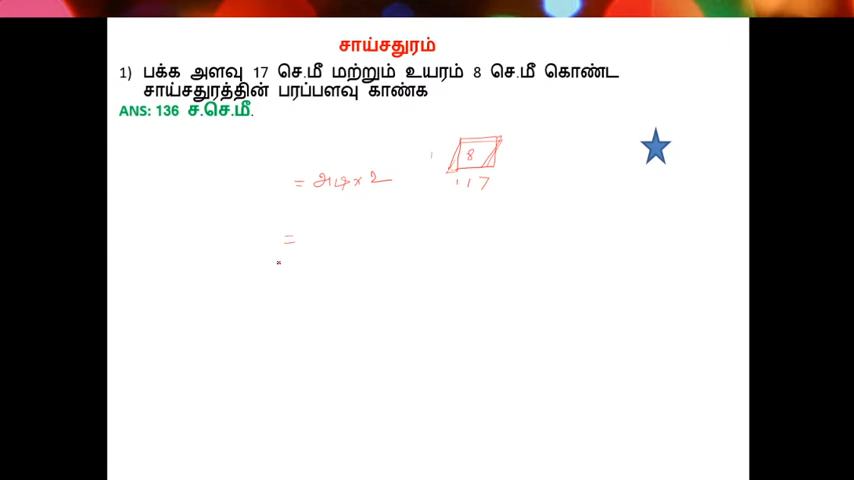 சாய்சதுரம்
1) பக்க அளவு 17 செ.மீ மற்றும் உயரம் 8 செ.மீ கொண்ட
சாய்சதுரத்தின் பரப்பளவு காண்க
ANS: 136 ச.செ.மீ.
8
= அடி x உ
17
=